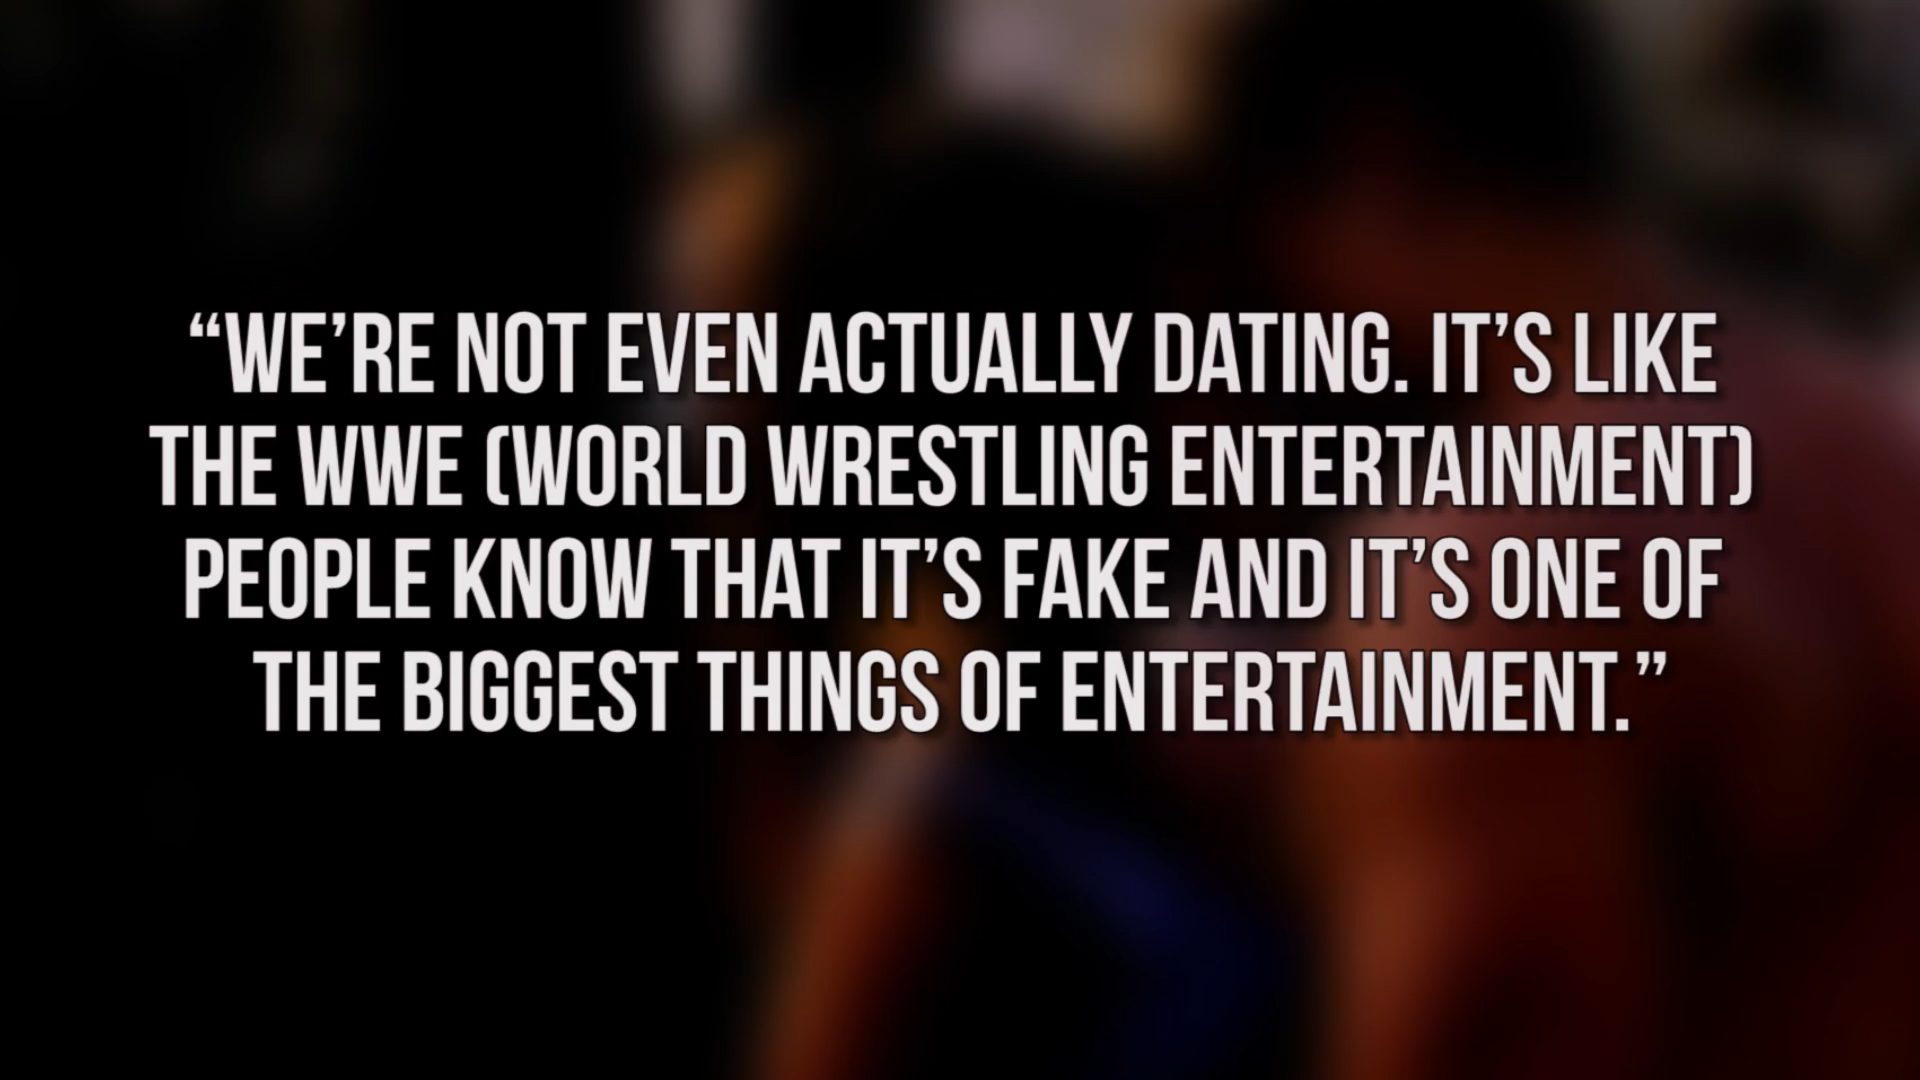 “WE’RE NOT EVEN ACTUALLY DATING. IT’S LIKE
THE WWE (WORLD WRESTLING ENTERTAINMENT)
PEOPLE KNOW THAT IT’S FAKE AND IT’S ONE OF
THE BIGGEST THINGS OF ENTERTAINMENT.”